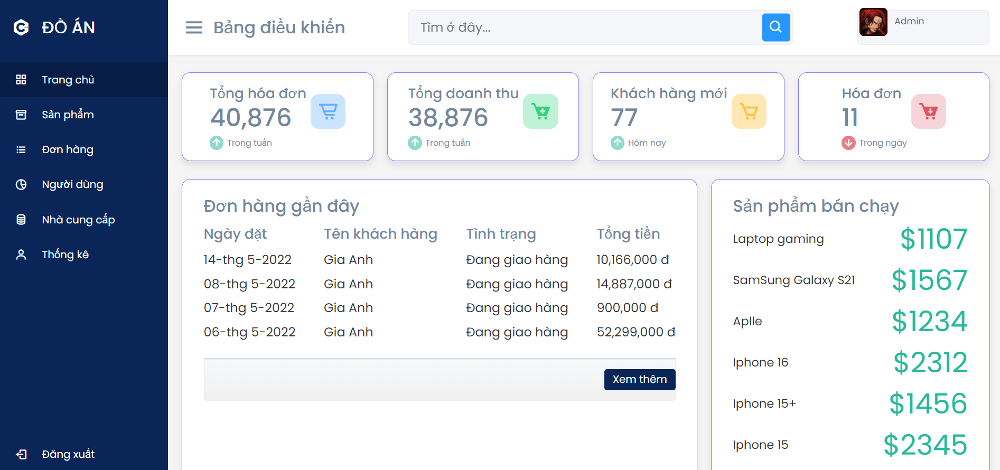 ĐỒ ÁN
Trang chủ
Sản phẩm
Đơn hàng
Người dùng
Nhà cung cấp
Thống kê
Đăng xuất
Bảng điều khiển
Tìm ở đây...
Admin
Tổng hóa đơn
40,876
Trong tuần
Tổng doanh thu
38,876
Trong tuần
Khách hàng mới
77
Hôm nay
Hóa đơn
11
Trong ngày
Đơn hàng gần đây
Ngày đặt Tên khách hàng Tình trạng Tổng tiền
14-thg 5-2022 Gia Anh Đang giao hàng 10,166,000 đ
08-thg 5-2022 Gia Anh Đang giao hàng 14,887,000 đ
07-thg 5-2022 Gia Anh Đang giao hàng 900,000 đ
06-thg 5-2022 Gia Anh Đang giao hàng 52,299,000 đ
Xem thêm
Sản phẩm bán chạy
Laptop gaming $1107
SamSung Galaxy S21 $1567
Aplle $1234
Iphone 16 $2312
Iphone 15+ $1456
Iphone 15 $2345